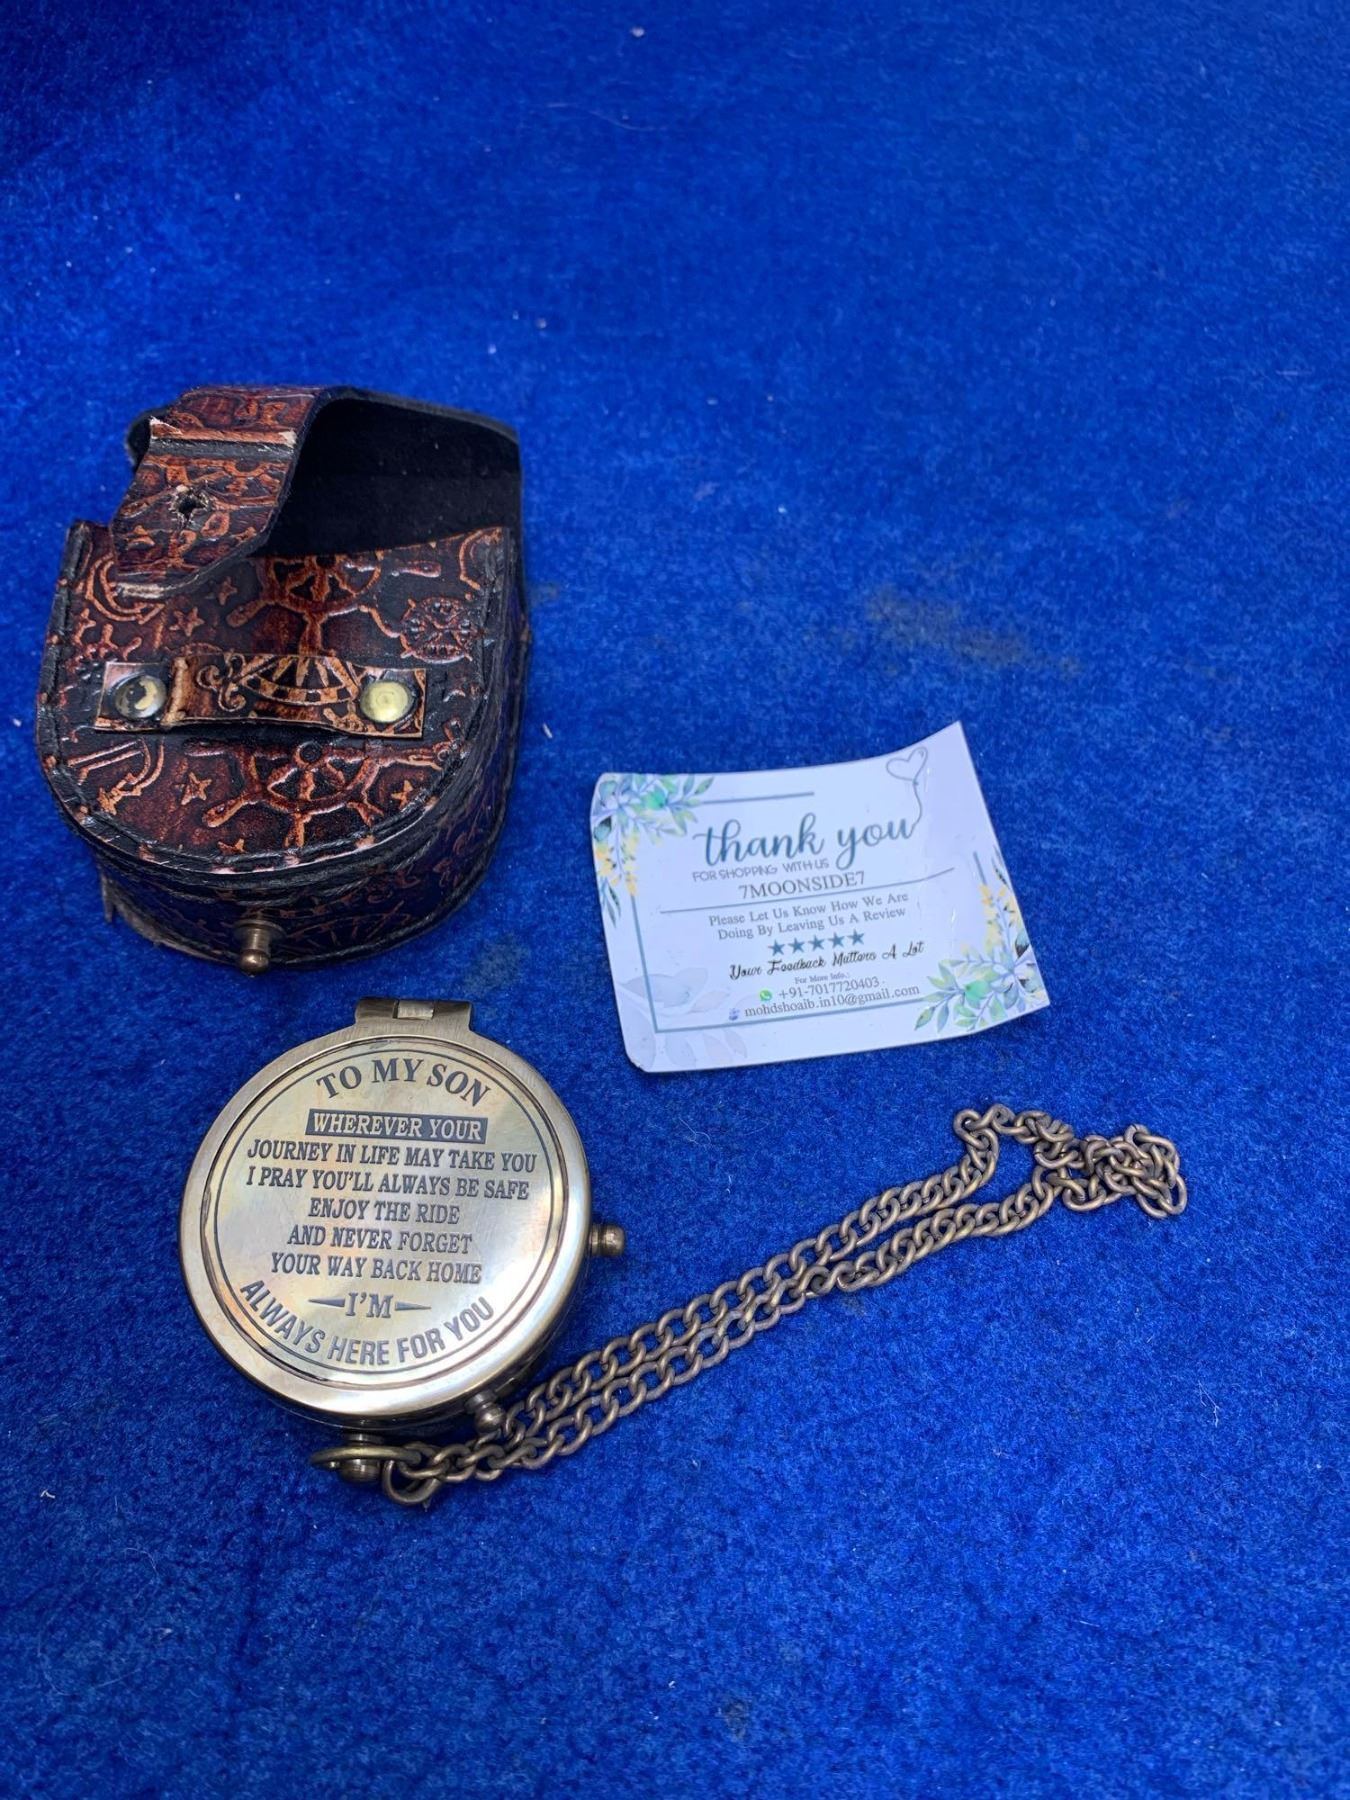 thank you
FOR SHOPPING WITH US
7MOONSIDE7
Please Let Us Know How We Are
Doing By Leaving Us A Review
Your Feedback Matters A Lot
For More Info.:
+91-7017720403.
mohdshoaib.in10@gmail.com
TO MY SON
WHEREVER YOUR
JOURNEY IN LIFE MAY TAKE YOU
I PRAY YOU'LL ALWAYS BE SAFE
ENJOY THE RIDE
AND NEVER FORGET
YOUR WAY BACK HOME
I'M
ALWAYS HERE FOR YOU